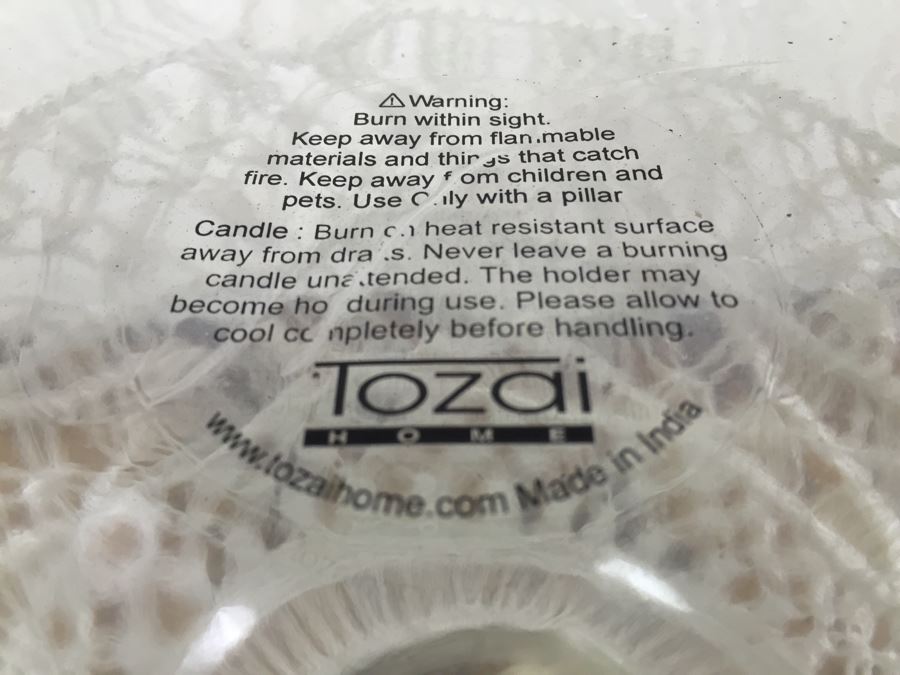 ⚠Warning:
Burn within sight.
Keep away from flammable
materials and things that catch
fire. Keep away from children and
pets. Use Only with a pillar
Candle : Burn on heat resistant surface
away from drafts. Never leave a burning
candle unattended. The holder may
become hot during use. Please allow to
cool completely before handling.
Tozai
HOME
www.tozaihome.com Made in India